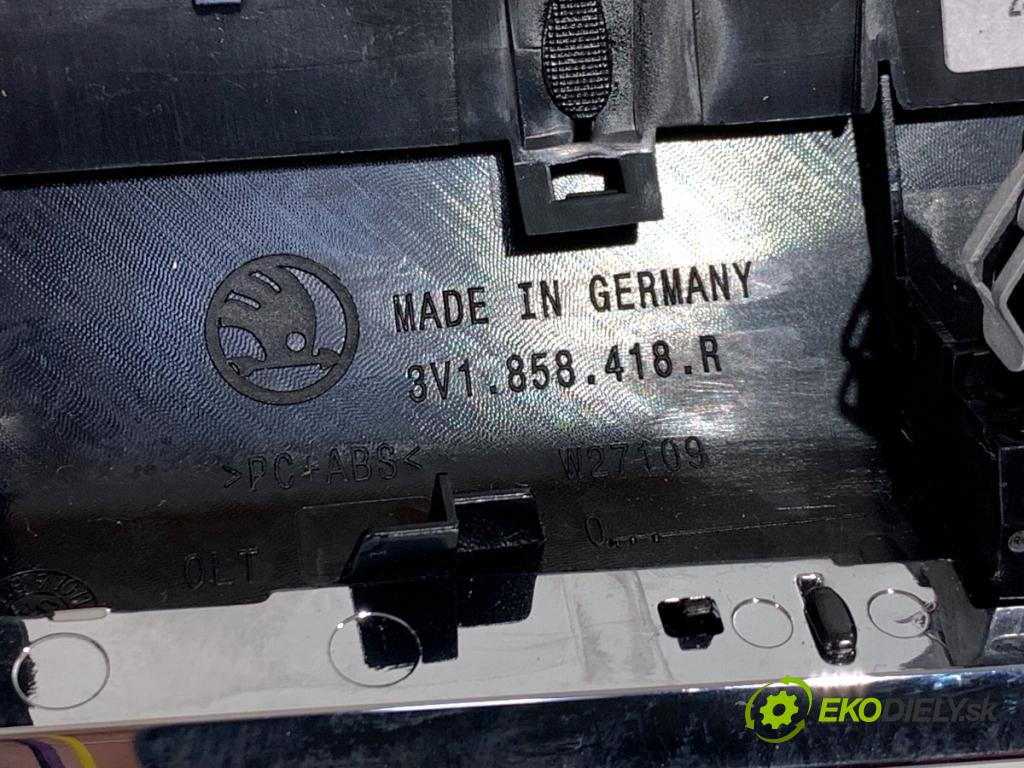 MADE IN GERMANY
3V1.858.418.R
>PC+ABS<
W27109
OLT
EKODIELY.sk